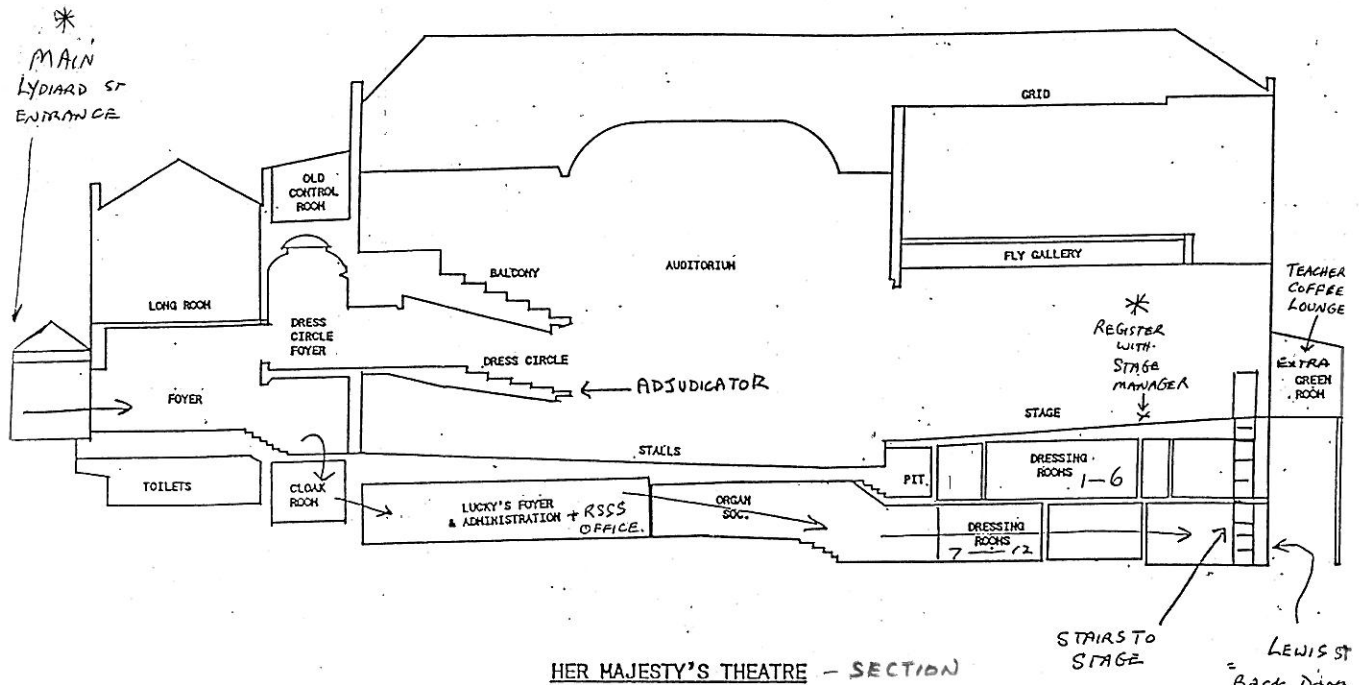 *
MAIN
LYDIARD ST
ENTRANCE
GRID
OLD
CONTROL
ROOM
BALCONY
AUDITORIUM
FLY GALLERY
TEACHER
COFFEE
LOUNGE
LONG ROOM
DRESS
CIRCLE
FOYER
*
REGISTER
WITH
STAGE
MANAGER
DRESS CIRCLE
EXTRA
GREEN
ROOM
ADJUDICATOR
FOYER
STAGE
STALLS
PIT
DRESSING
ROOMS 1-6
TOILETS
CLOAK
ROOM
LUCKY'S FOYER
& ADMINISTRATION + RSSS
OFFICE.
ORGAN
SOC.
DRESSING
ROOMS
7 — 12
STAIRS TO
STAGE
LEWIS ST
= BACK DOOR
HER MAJESTY'S THEATRE - SECTION